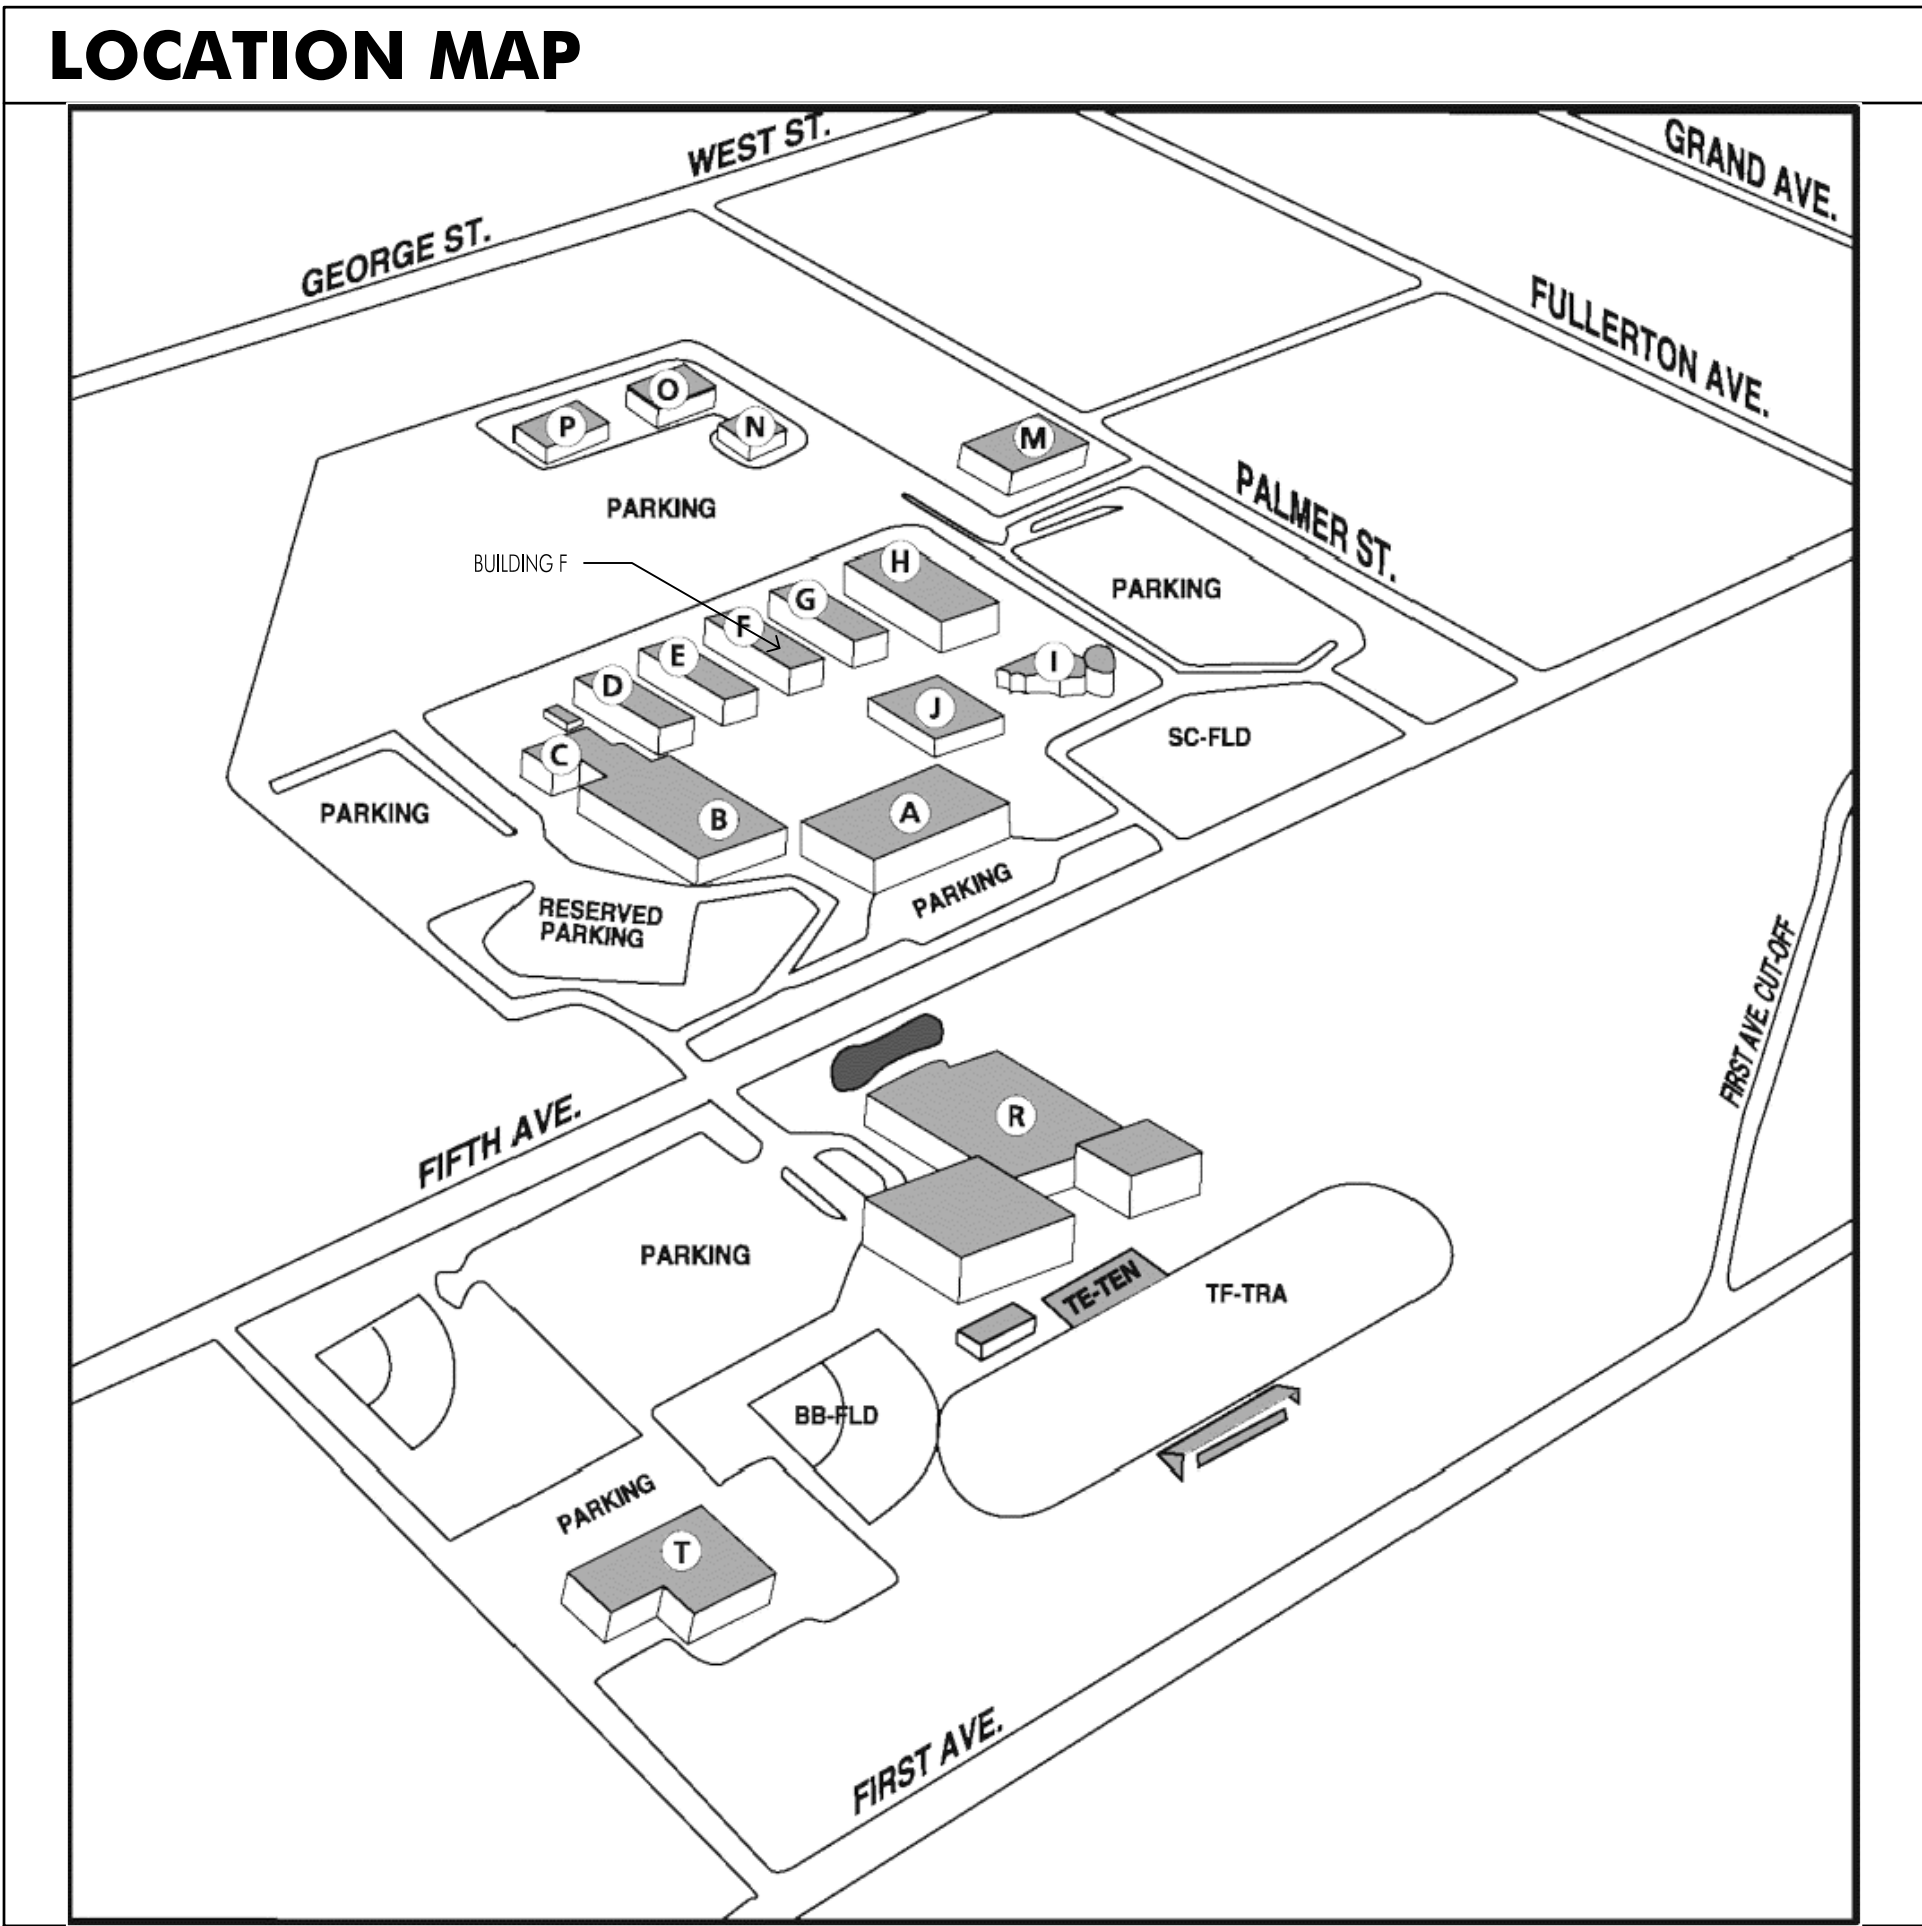 LOCATION MAP
WEST ST.
GRAND AVE.
GEORGE ST.
FULLERTON AVE.
O
P
N
M
PALMER ST.
PARKING
BUILDING F
H
PARKING
G
F
E
I
D
J
SC-FLD
C
PARKING
B
A
PARKING
RESERVED
PARKING
FIRST AVE. CUT-OFF
R
FIFTH AVE.
PARKING
TE-TEN
TF-TRA
BB-FLD
PARKING
T
FIRST AVE.